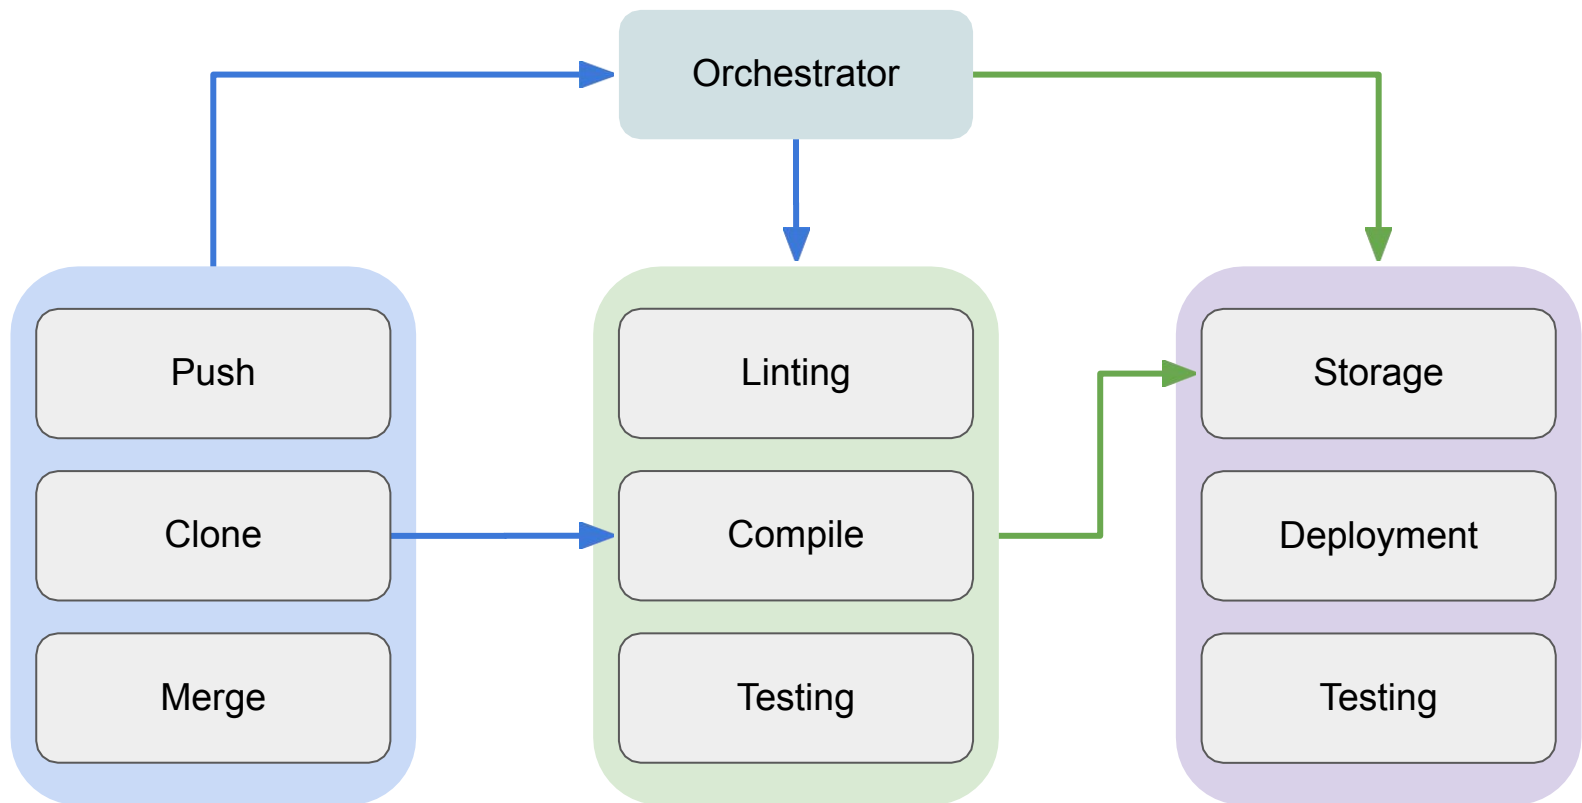 Orchestrator
Push
Clone
Merge
Linting
Compile
Testing
Storage
Deployment
Testing